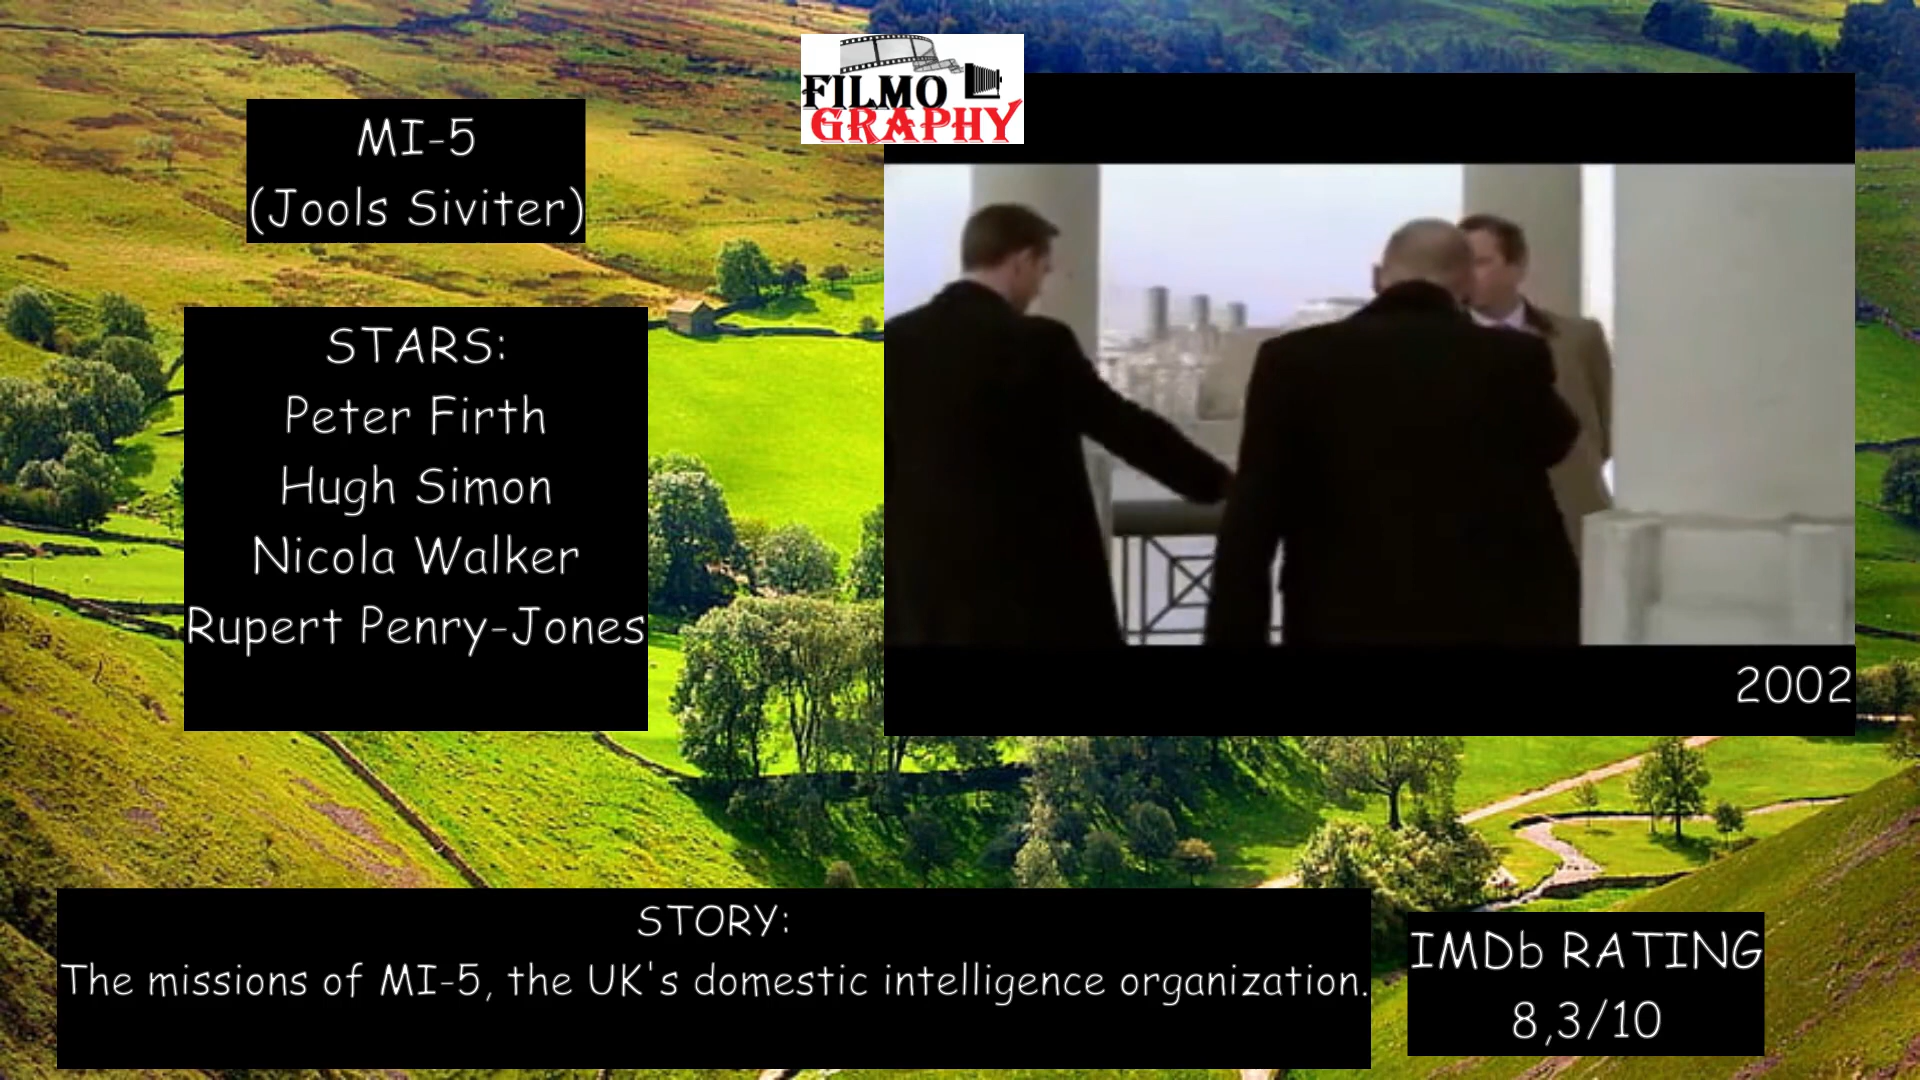 FILMO
GRAPHY
MI-5
(Jools Siviter)
STARS:
Peter Firth
Hugh Simon
Nicola Walker
Rupert Penry-Jones
2002
STORY:
The missions of MI-5, the UK's domestic intelligence organization.
IMDb RATING
8,3/10